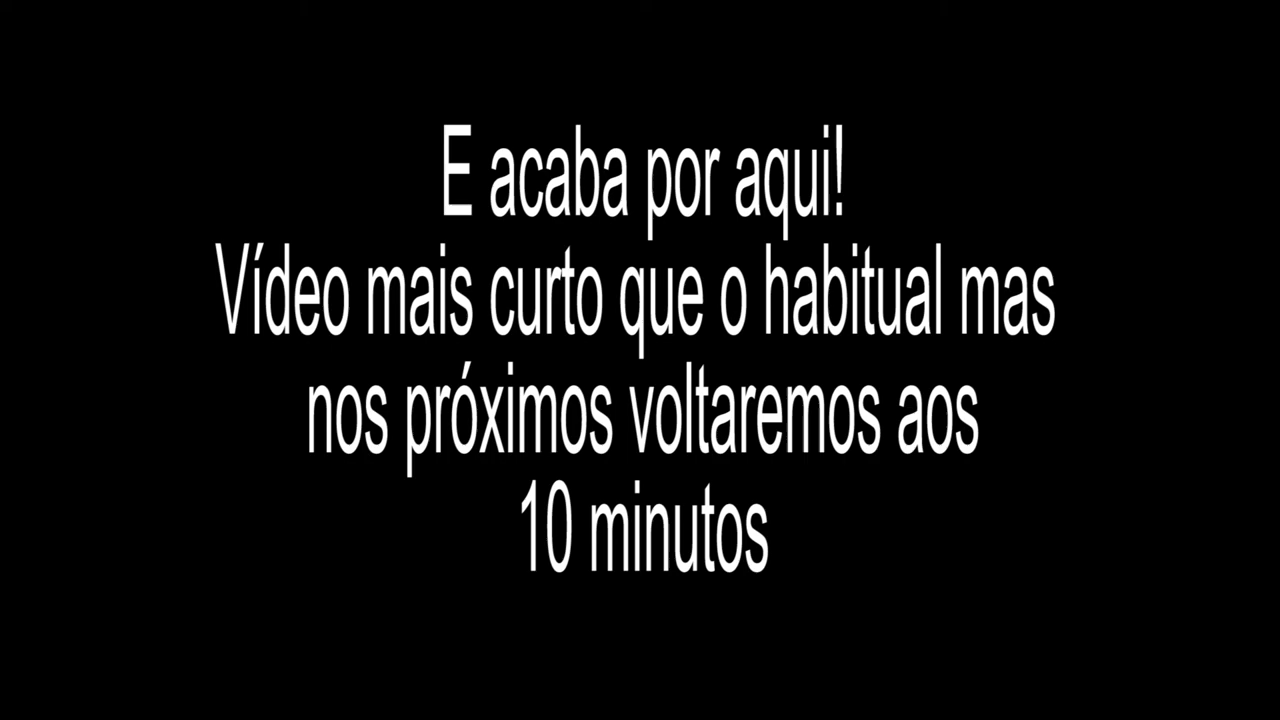 E acaba por aqui!
Vídeo mais curto que o habitual mas
nos próximos voltaremos aos
10 minutos